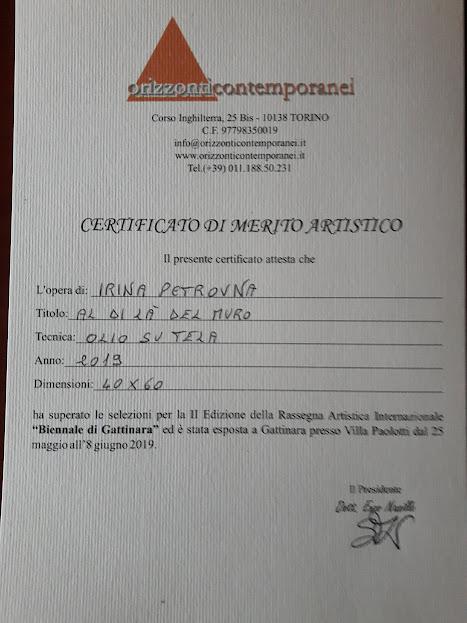 orizzonticontemporanei
Corso Inghilterra, 25 Bis - 10138 TORINO
C.F. 97798350019
info@orizzonticontemporanei.it
www.orizzonticontemporanei.it
Tel.(+39) 011.188.50.231
CERTIFICATO DI MERITO ARTISTICO
Il presente certificato attesta che
L'opera di: IRINA PETROVNA
Titolo: AL DI LÀ DEL MURO
Tecnica: OLIO SU TELA
Anno: 2019
Dimensioni: 40 X 60
ha superato le selezioni per la II Edizione della Rassegna Artistica Internazionale
“Biennale di Gattinara” ed è stata esposta a Gattinara presso Villa Paolotti dal 25
maggio all’8 giugno 2019.
Il Presidente
Dott.